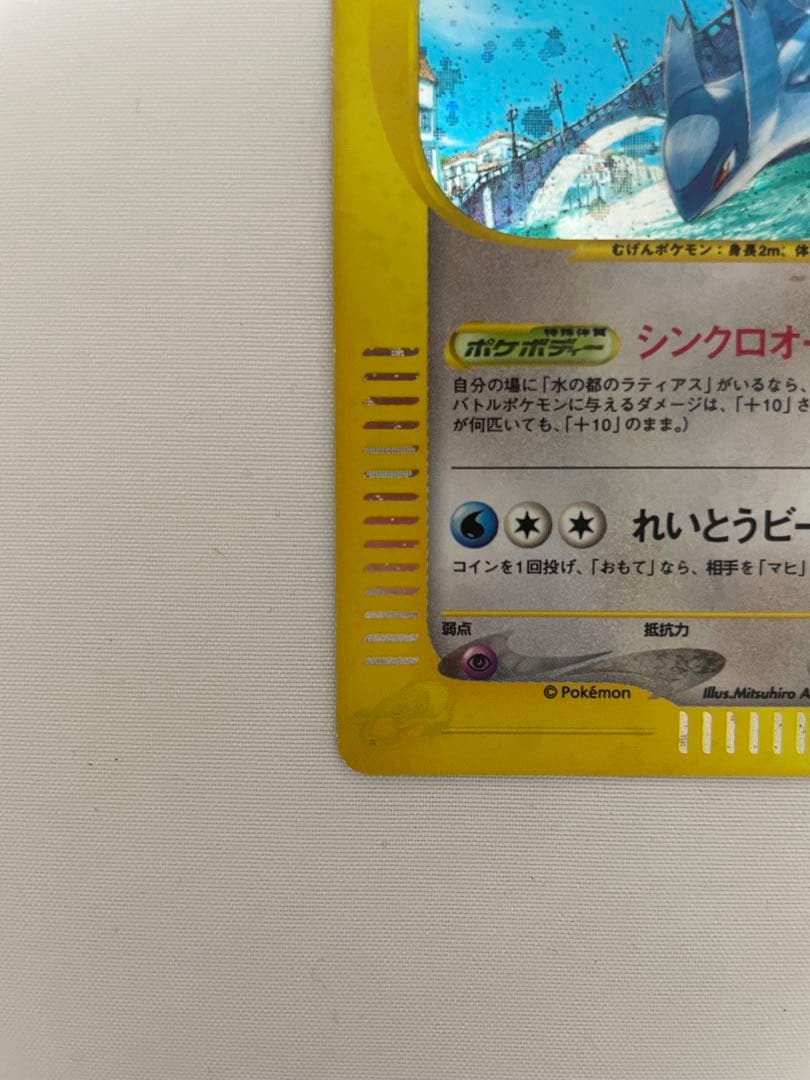 むげんポケモン：身長2m、体
特殊体質
ポケボディー シンクロオー
自分の場に「水の都のラティアス」がいるなら、
バトルポケモンに与えるダメージは、「＋10」さ
が何匹いても、「＋10」のまま。）
れいとうビー
コインを1回投げ、「おもて」なら、相手を「マヒ」
弱点 抵抗力
© Pokémon Illus.Mitsuhiro A